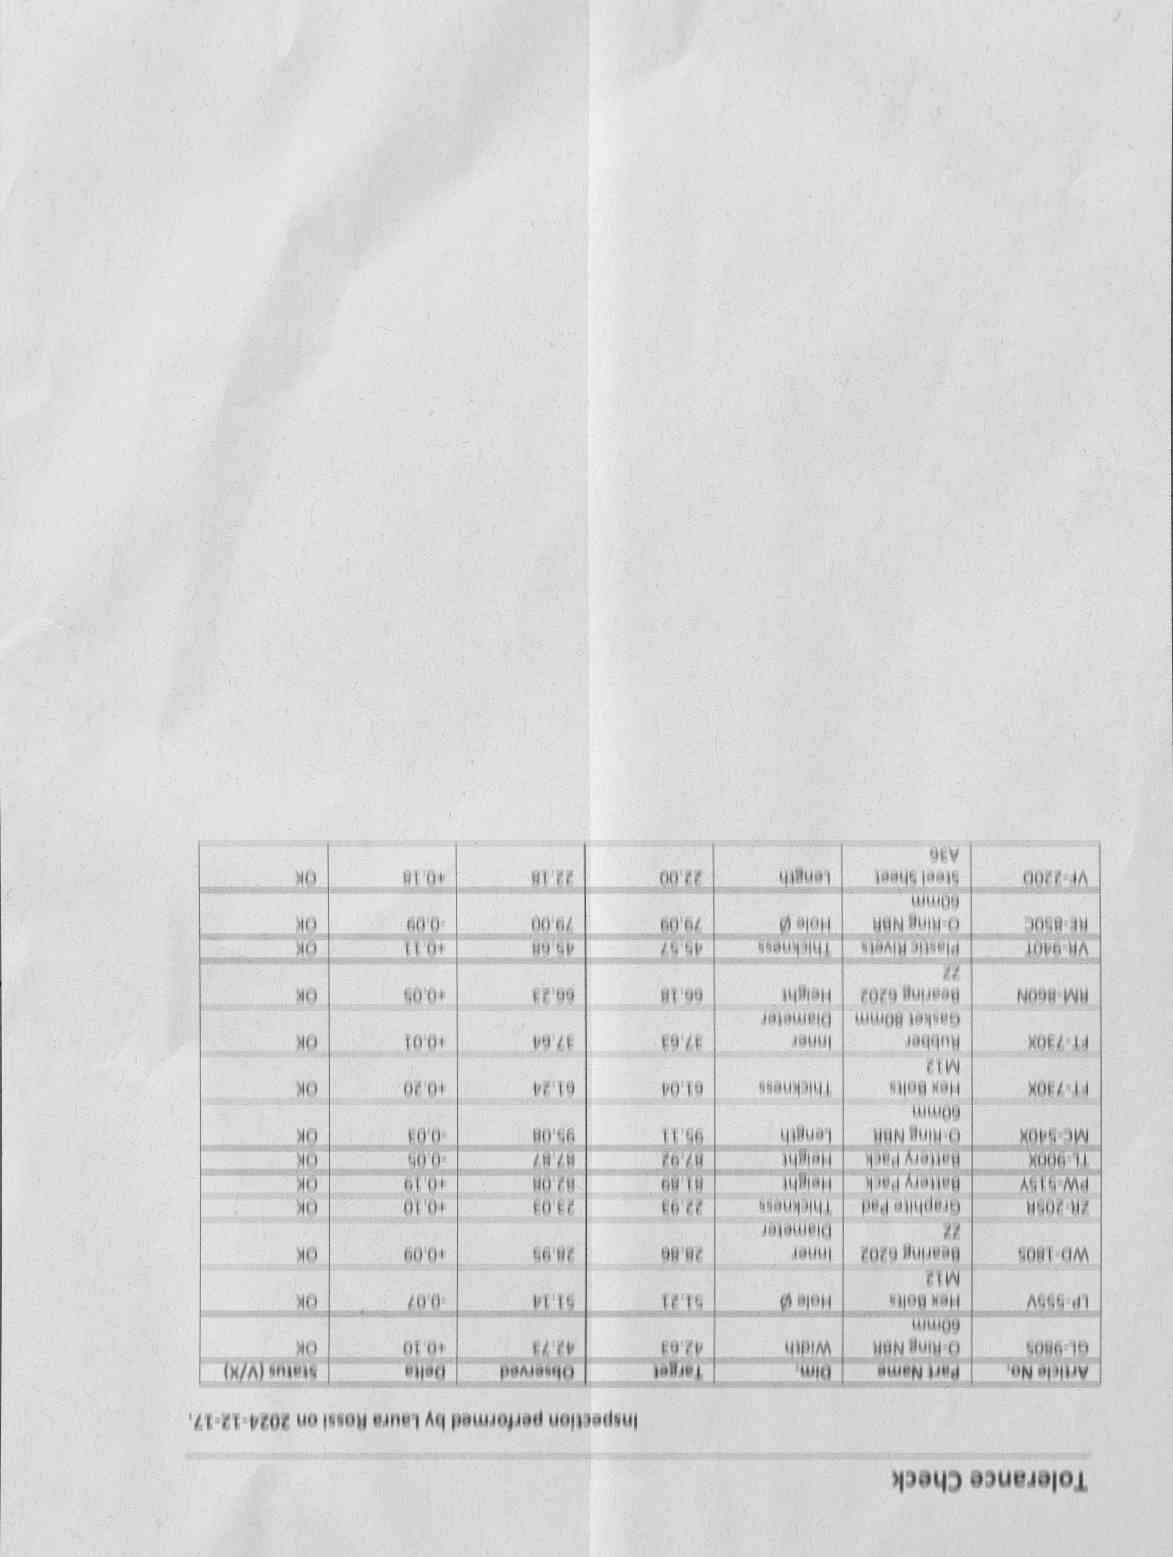 Tolerance Check
Inspection performed by Laura Rossi on 2024-12-17.
Article No. Part Name Dim. Target Observed Delta Status (V/X)
GL-980S O-Ring NBR Width 42.63 42.73 +0.10 OK
60mm
LP-555V Hex Bolts Hole Ø 51.21 51.14 -0.07 OK
M12
WD-180S Bearing 6202 Inner 28.86 28.95 +0.09 OK
ZZ Diameter
ZR-205R Graphite Pad Thickness 22.93 23.03 +0.10 OK
PW-515Y Battery Pack Height 81.89 82.08 +0.19 OK
TL-900X Battery Pack Height 87.92 87.87 -0.05 OK
MC-540X O-Ring NBR Length 95.11 95.08 -0.03 OK
60mm
FT-730X Hex Bolts Thickness 61.04 61.24 +0.20 OK
M12
FT-730X Rubber Inner 37.63 37.64 +0.01 OK
Gasket 80mm Diameter
RM-860N Bearing 6202 Height 66.18 66.23 +0.05 OK
ZZ
VR-940T Plastic Rivets Thickness 45.57 45.68 +0.11 OK
RE-850C O-Ring NBR Hole Ø 79.09 79.00 -0.09 OK
60mm
VF-220D Steel Sheet Length 22.00 22.18 +0.18 OK
A36